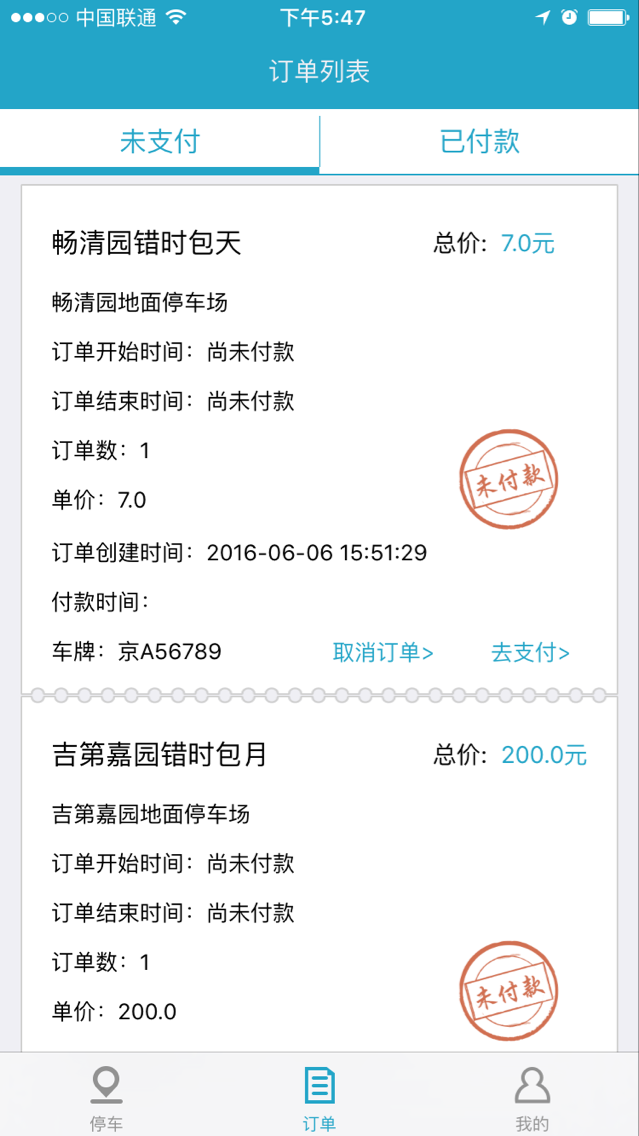 中国联通 下午5:47
订单列表
未支付 已付款
畅清园错时包天 总价: 7.0元
畅清园地面停车场
订单开始时间：尚未付款
订单结束时间：尚未付款
订单数：1
未付款
单价：7.0
订单创建时间：2016-06-06 15:51:29
付款时间：
车牌：京A56789 取消订单> 去支付>
吉第嘉园错时包月 总价: 200.0元
吉第嘉园地面停车场
订单开始时间：尚未付款
订单结束时间：尚未付款
订单数：1
未付款
单价：200.0
停车 订单 我的